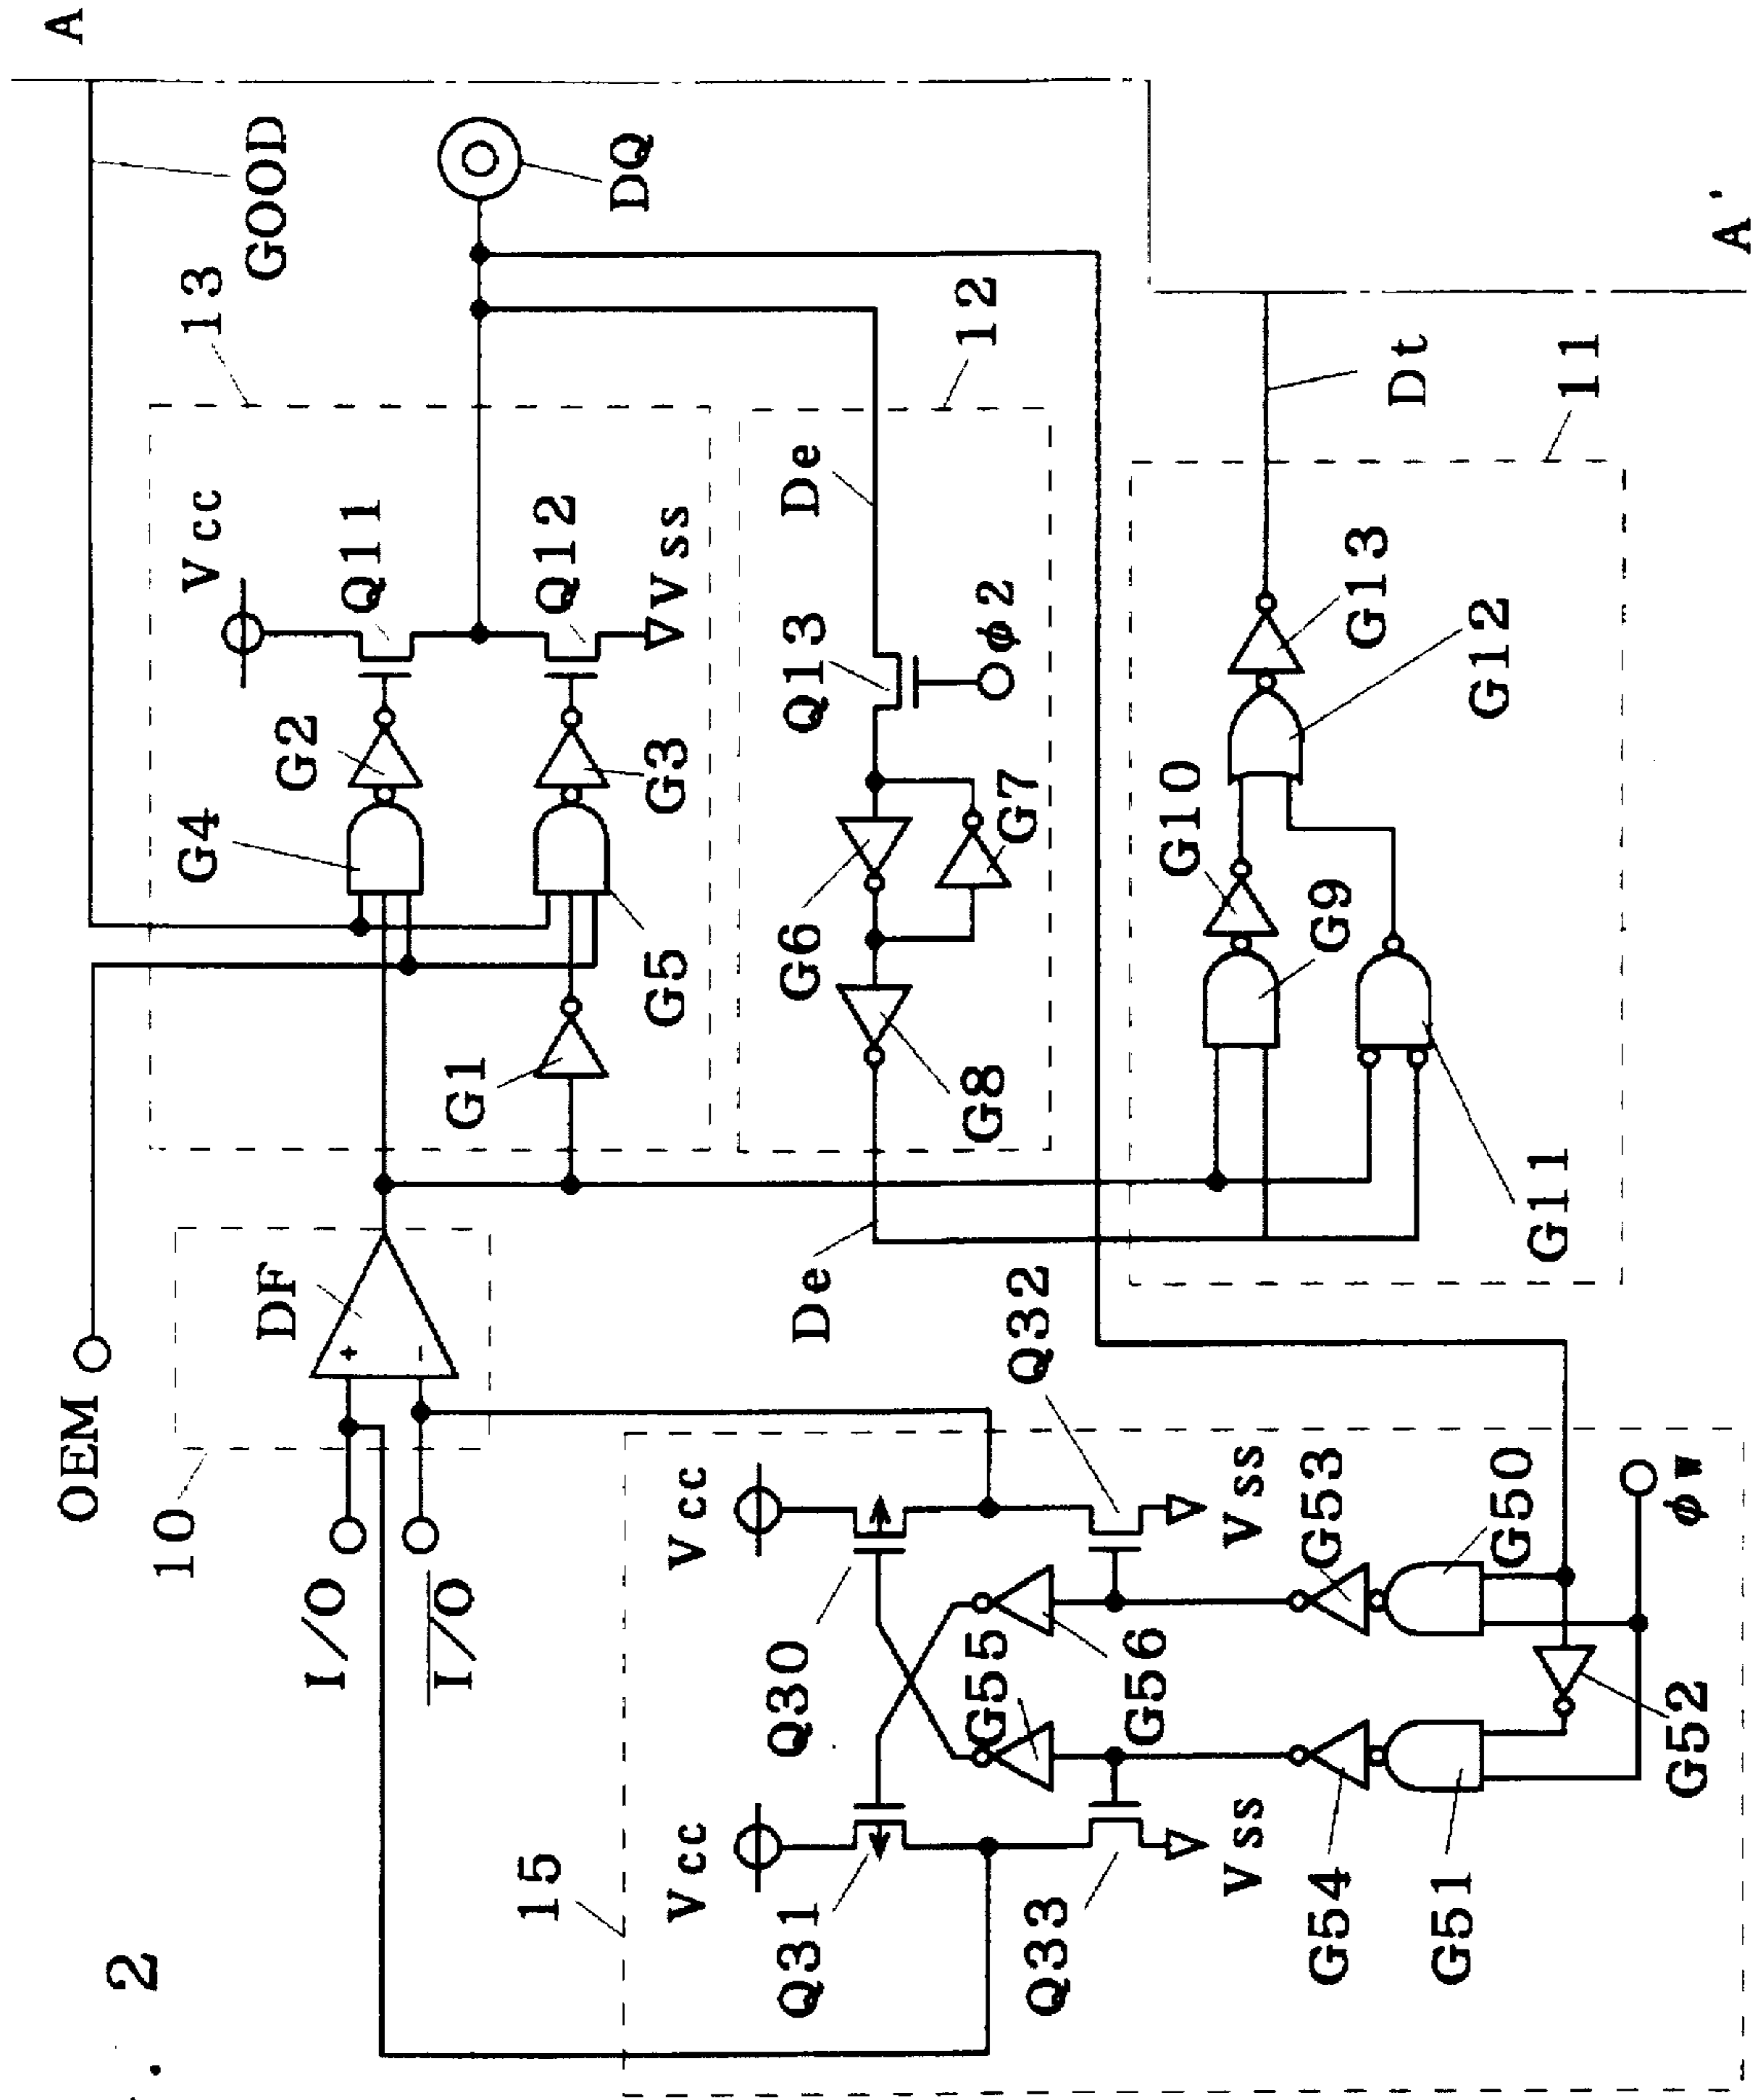 A
GOOD
13
DQ
12
Vcc
Q11
Q12
Vss
G4
G2
G3
G5
G1
De
Q13
φ2
G6
G7
G8
Dt
11
G13
G12
G10
G9
G11
A'
OEM
10
DF
I/O
I/O
De
Q32
15
Vcc
Vcc
Q30
Q31
G55
G56
Vss
Vss
Q33
G53
G50
G54
G51
G52
φW
. 2